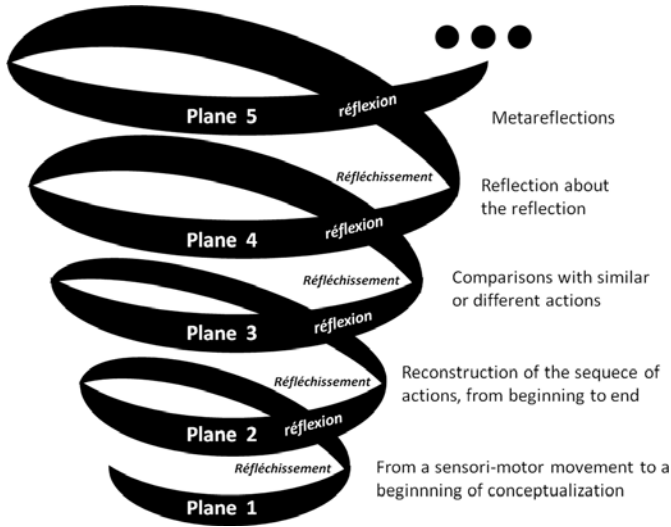 Plane 5
réflexion
Metareflections
Réfléchissement
Reflection about
the reflection
Plane 4
réflexion
Réfléchissement
Comparisons with similar
or different actions
Plane 3
réflexion
Réfléchissement
Reconstruction of the sequece of
actions, from beginning to end
Plane 2
réflexion
Réfléchissement
From a sensori-motor movement to a
beginnning of conceptualization
Plane 1